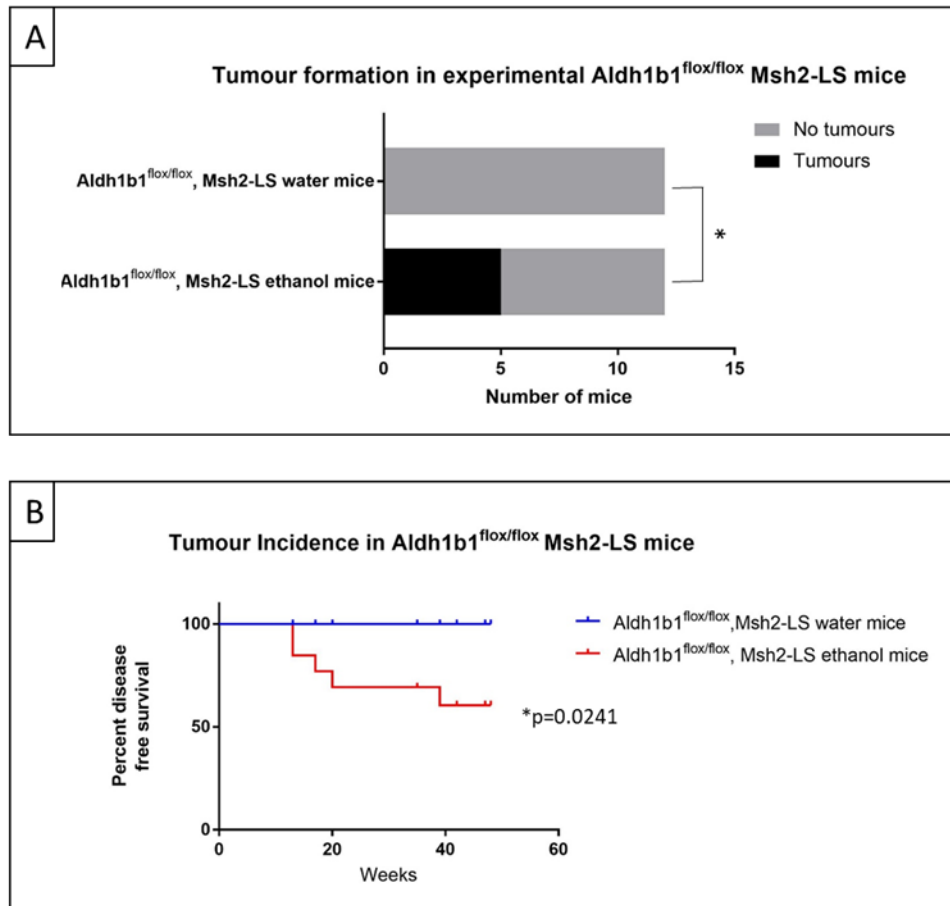 A
Tumour formation in experimental Aldh1b1flox/flox Msh2-LS mice
No tumours
Tumours
Aldh1b1flox/flox, Msh2-LS water mice
*
Aldh1b1flox/flox, Msh2-LS ethanol mice
0 5 10 15
Number of mice
B
Tumour Incidence in Aldh1b1flox/flox Msh2-LS mice
Percent disease
free survival
100
50
0
Aldh1b1flox/flox,Msh2-LS water mice
Aldh1b1flox/flox, Msh2-LS ethanol mice
*p=0.0241
0 20 40 60
Weeks